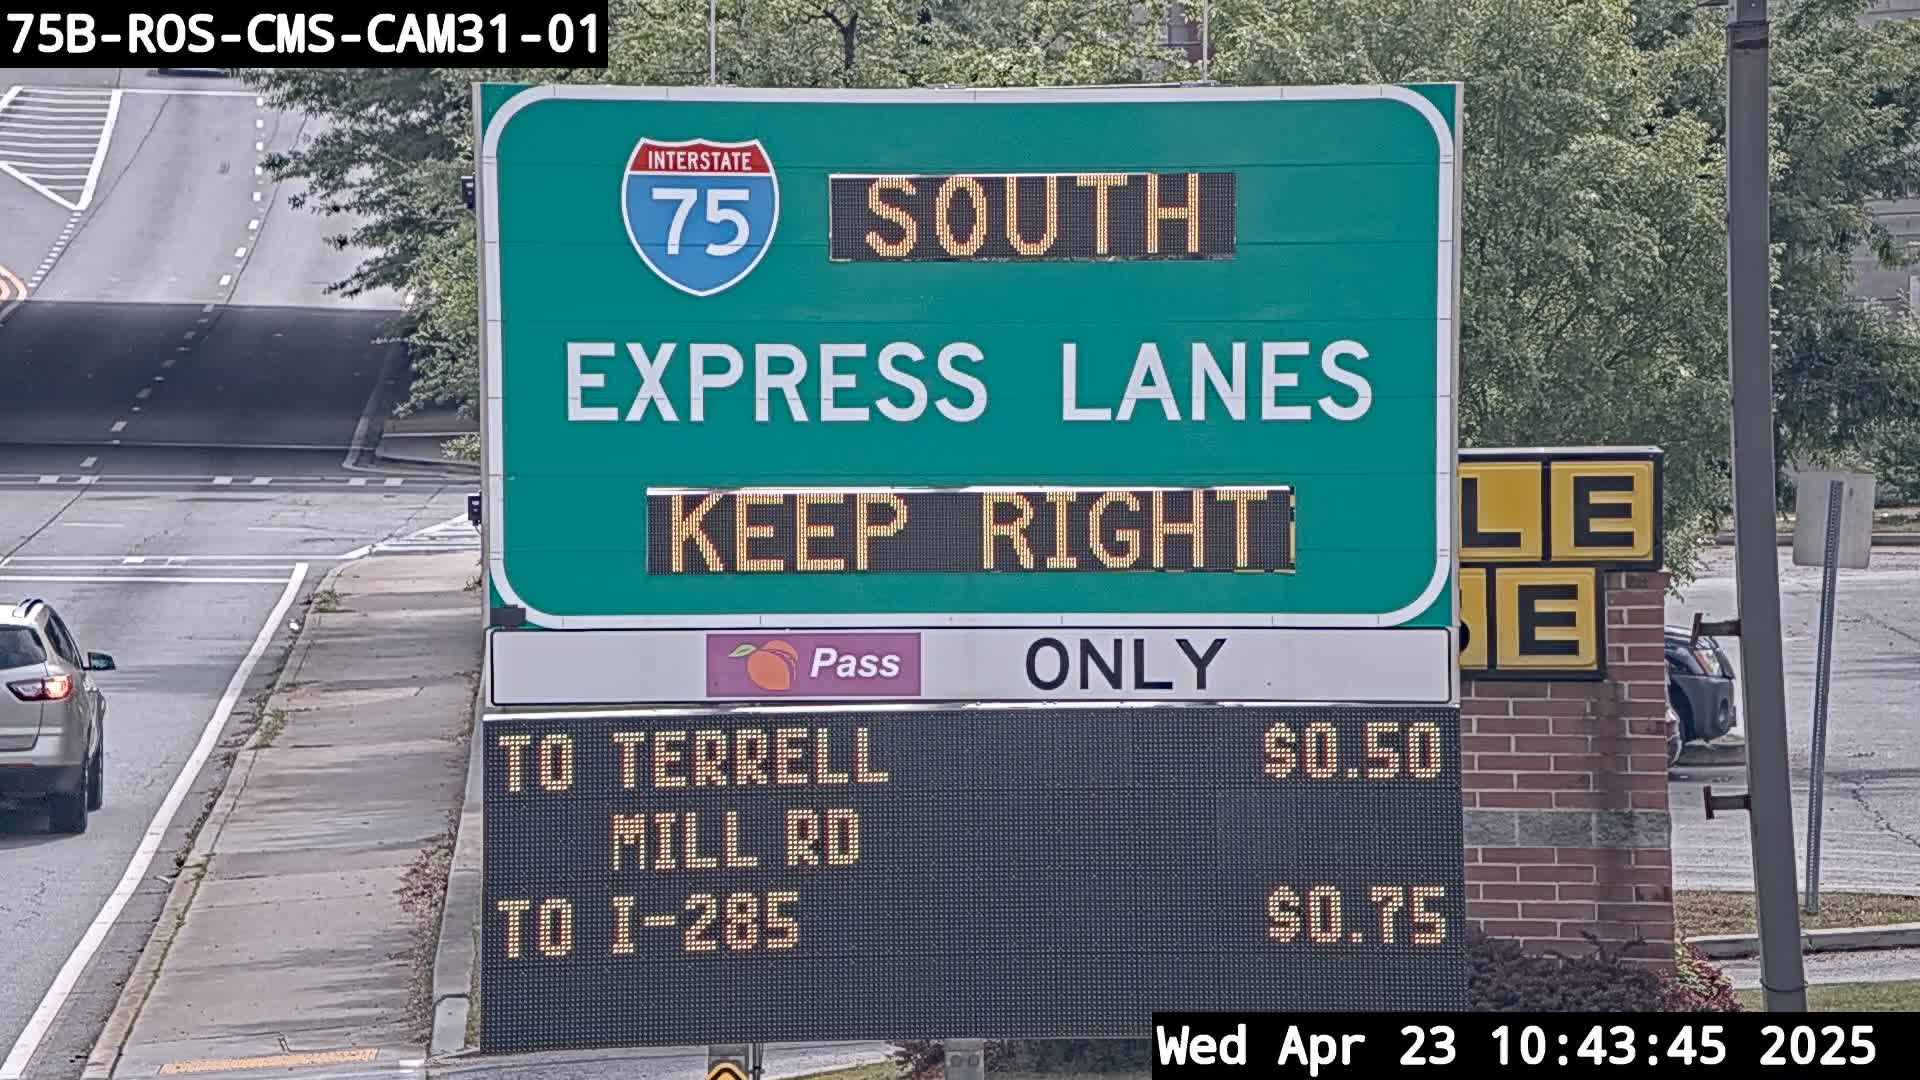 75B-ROS-CMS-CAM31-01
INTERSTATE
75
SOUTH
EXPRESS LANES
KEEP RIGHT
LE
E
Pass ONLY
TO TERRELL $0.50
MILL RD
TO I-285 $0.75
Wed Apr 23 10:43:45 2025